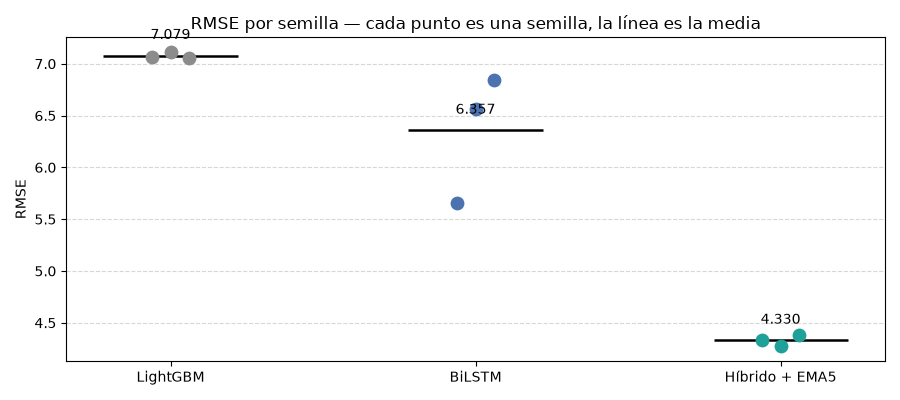 RMSE por semilla — cada punto es una semilla, la línea es la media
7.079
7.0
6.5
6.357
6.0
5.5
5.0
4.5
4.330
RMSE
LightGBM
BiLSTM
Híbrido + EMA5